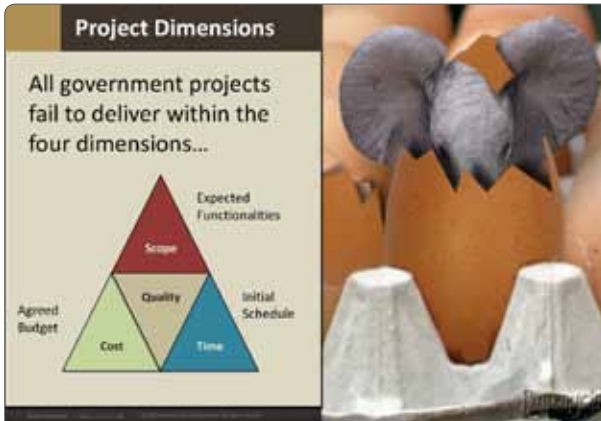 Project Dimensions
All government projects
fail to deliver within the
four dimensions...
Expected
Functionalities
Scope
Agreed
Budget
Quality
Initial
Schedule
Cost
Time